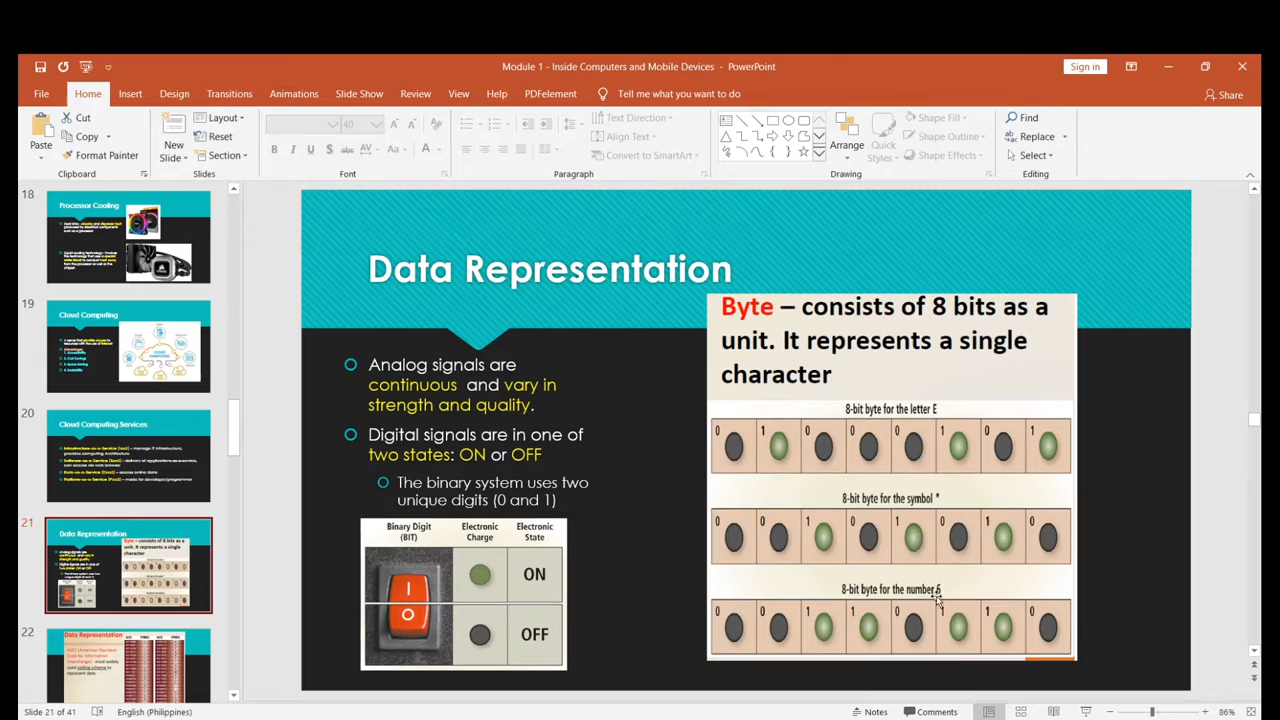 Module 1 - Inside Computers and Mobile Devices - PowerPoint
Sign in
File Home Insert Design Transitions Animations Slide Show Review View Help PDFelement Tell me what you want to do
Share
Paste
Cut
Copy
Format Painter
Clipboard
New
Slide
Layout
Reset
Section
Slides
40
Font
Text Direction
Align Text
Convert to SmartArt
Paragraph
Arrange
Quick
Styles
Shape Fill
Shape Outline
Shape Effects
Drawing
Find
Replace
Select
Editing
18
Processor Cooling
19
Cloud Computing
20
Cloud Computing Services
21
Data Representation
22
Data Representation
Data Representation
Analog signals are
continuous and vary in
strength and quality.
Digital signals are in one of
two states: ON or OFF
The binary system uses two
unique digits (0 and 1)
Binary Digit
(BIT)
Electronic
Charge
Electronic
State
ON
OFF
Byte – consists of 8 bits as a
unit. It represents a single
character
8-bit byte for the letter E
0 1 0 0 0 1 0 1
8-bit byte for the symbol *
0 0 1 0 1 0 1 0
8-bit byte for the number 6
0 0 1 1 0 1 1 0
Slide 21 of 41
English (Philippines)
Notes
Comments
86%